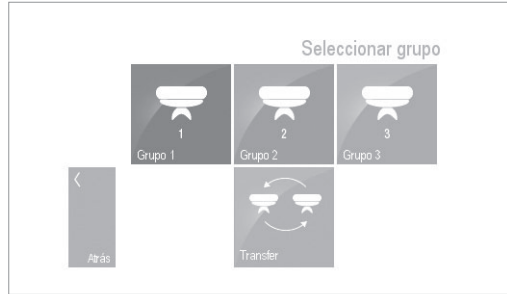 Seleccionar grupo
1
2
3
Grupo 1
Grupo 2
Grupo 3
Atrás
Transfer